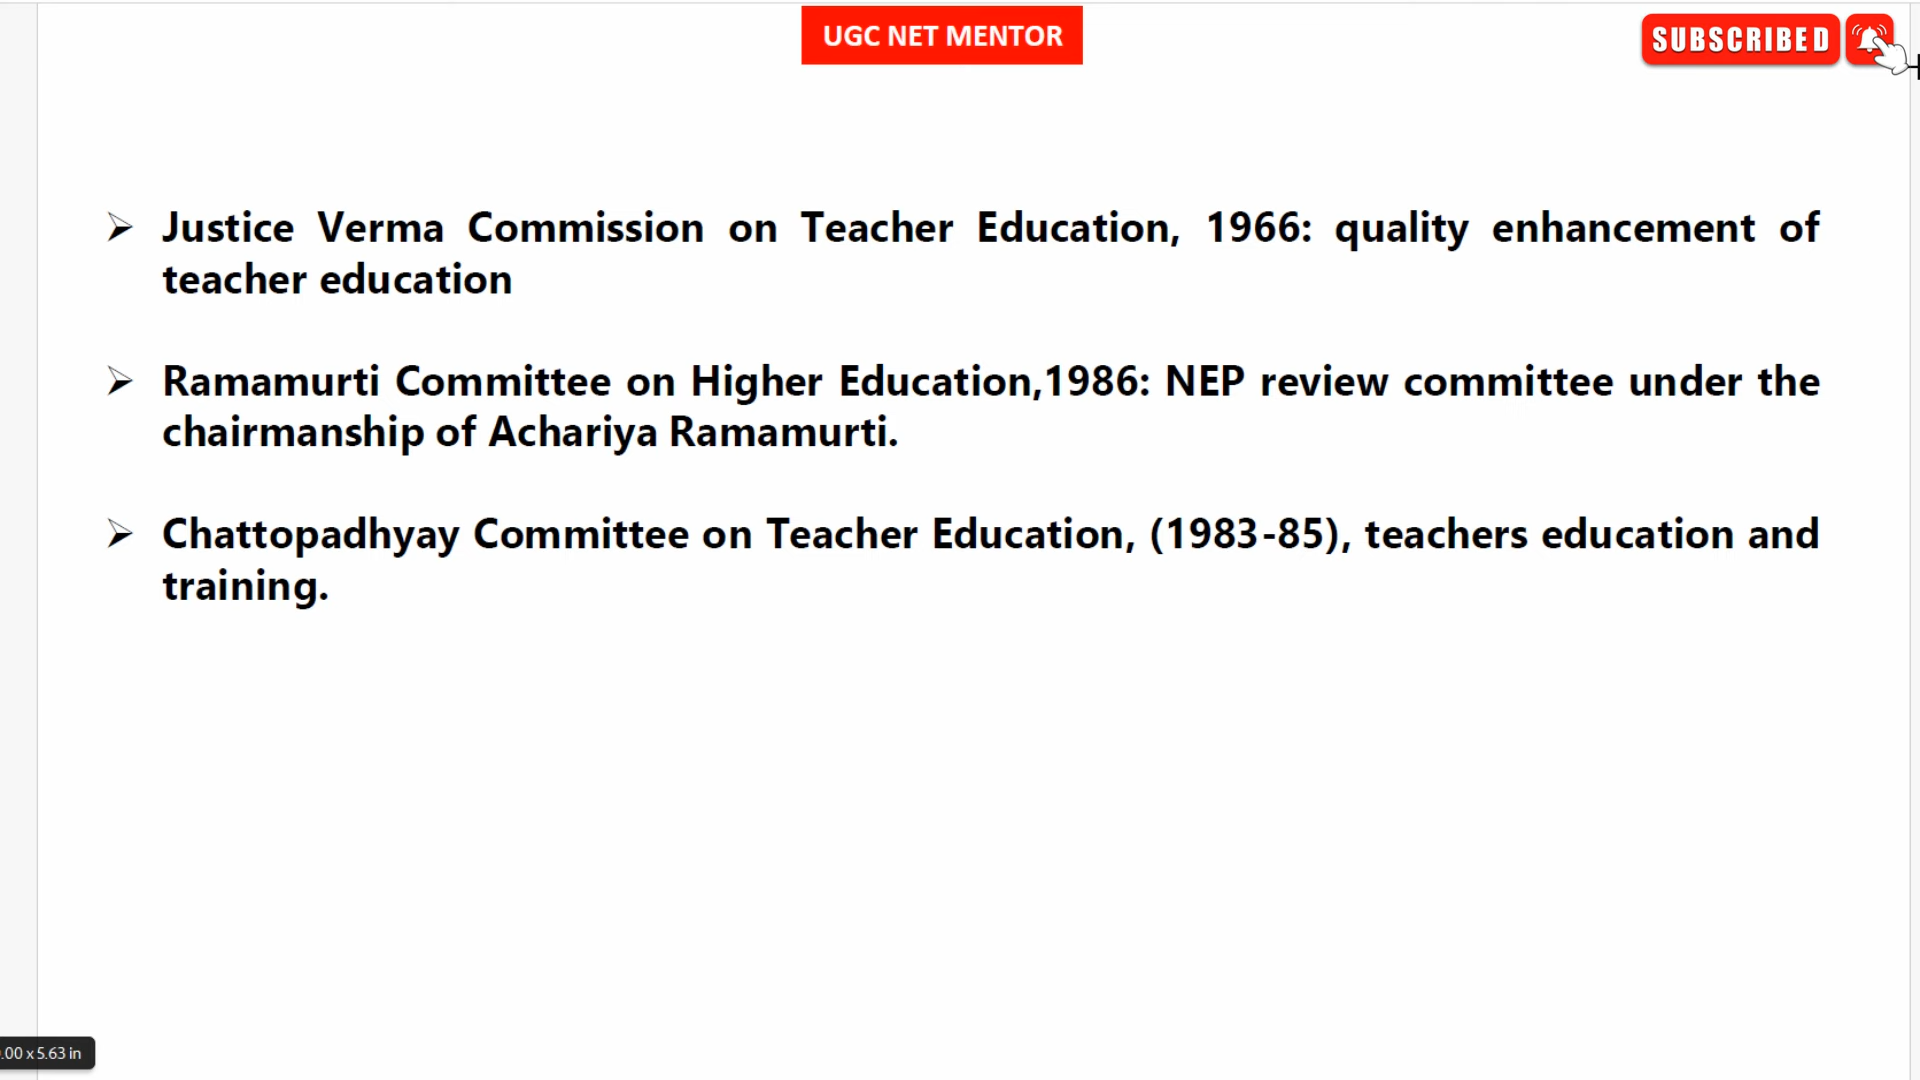 UGC NET MENTOR
SUBSCRIBED
➢ Justice Verma Commission on Teacher Education, 1966: quality enhancement of
teacher education
➢ Ramamurti Committee on Higher Education,1986: NEP review committee under the
chairmanship of Achariya Ramamurti.
➢ Chattopadhyay Committee on Teacher Education, (1983-85), teachers education and
training.
.00 x 5.63 in